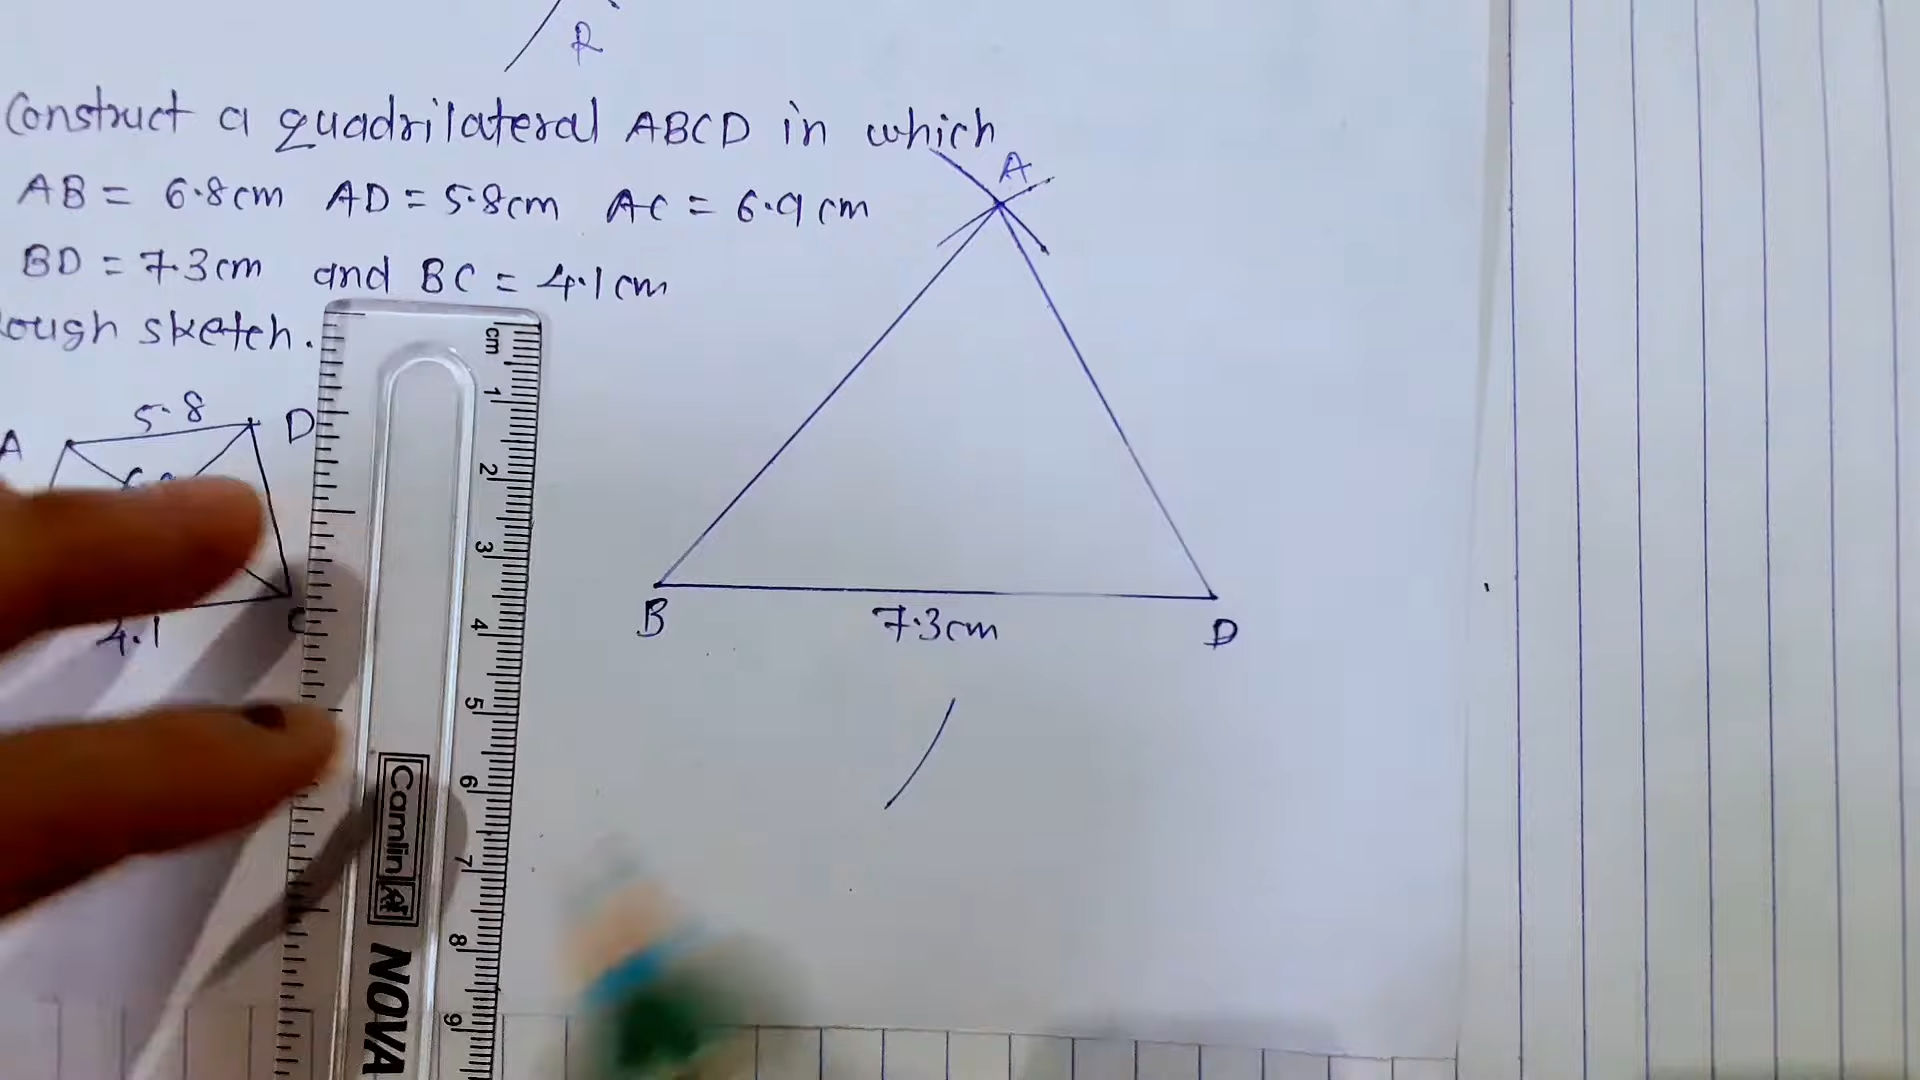 R
Construct a quadrilateral ABCD in which
AB = 6.8cm AD = 5.8cm AC = 6.9cm
BD = 7.3cm and BC = 4.1cm
ough sketch.
A
5.8
D
C
4.1
A
B
7.3cm
D
cm
1
2
3
4
5
6
7
8
9
Camlin
NOVA